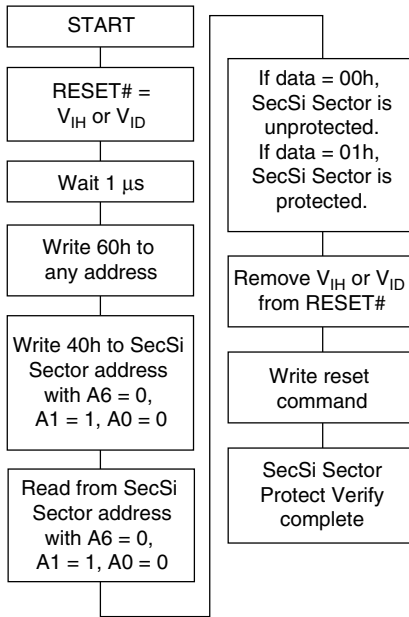 START
RESET# =
V_IH or V_ID
Wait 1 μs
Write 60h to
any address
Write 40h to SecSi
Sector address
with A6 = 0,
A1 = 1, A0 = 0
Read from SecSi
Sector address
with A6 = 0,
A1 = 1, A0 = 0
If data = 00h,
SecSi Sector is
unprotected.
If data = 01h,
SecSi Sector is
protected.
Remove V_IH or V_ID
from RESET#
Write reset
command
SecSi Sector
Protect Verify
complete